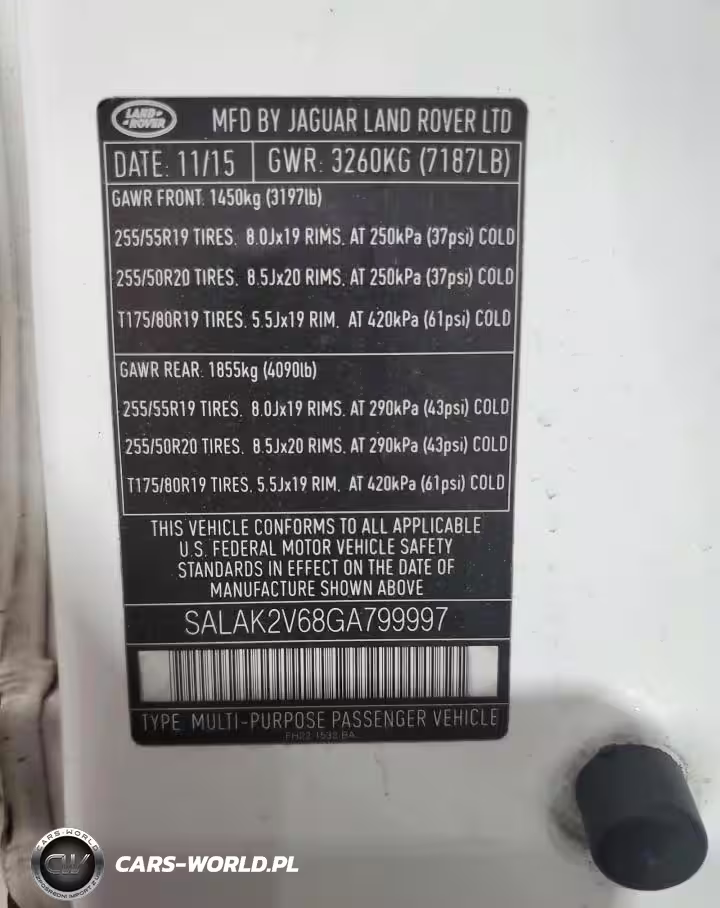 LAND ROVER
MFD BY JAGUAR LAND ROVER LTD
DATE: 11/15 GWR: 3260KG (7187LB)
GAWR FRONT: 1450kg (3197lb)
255/55R19 TIRES. 8.0Jx19 RIMS. AT 250kPa (37psi) COLD
255/50R20 TIRES. 8.5Jx20 RIMS. AT 250kPa (37psi) COLD
T175/80R19 TIRES. 5.5Jx19 RIM. AT 420kPa (61psi) COLD
GAWR REAR: 1855kg (4090lb)
255/55R19 TIRES. 8.0Jx19 RIMS. AT 290kPa (43psi) COLD
255/50R20 TIRES. 8.5Jx20 RIMS. AT 290kPa (43psi) COLD
T175/80R19 TIRES. 5.5Jx19 RIM. AT 420kPa (61psi) COLD
THIS VEHICLE CONFORMS TO ALL APPLICABLE
U.S. FEDERAL MOTOR VEHICLE SAFETY
STANDARDS IN EFFECT ON THE DATE OF
MANUFACTURE SHOWN ABOVE
SALAK2V68GA799997
TYPE: MULTI-PURPOSE PASSENGER VEHICLE
CARS-WORLD
CW
CARS-WORLD.PL